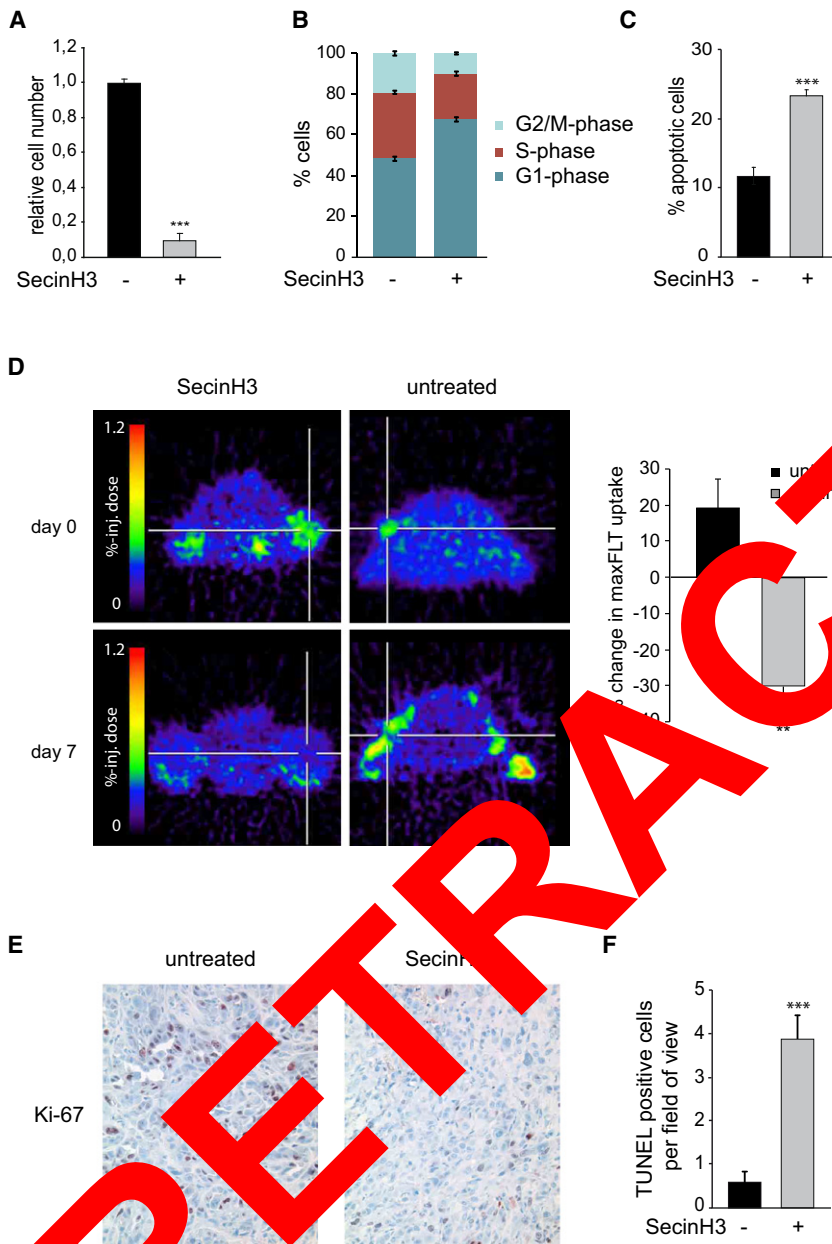 A
relative cell number
1,2
1,0
0,8
0,6
0,4
0,2
0,0
***
SecinH3 - +
B
% cells
100
80
60
40
20
0
SecinH3 - +
G2/M-phase
S-phase
G1-phase
C
% apoptotic cells
30
20
10
0
***
SecinH3 - +
D
SecinH3 untreated
day 0
1.2
%-inj. dose
0
day 7
1.2
%-inj. dose
0
change in maxFLT uptake
30
20
10
0
-10
-20
-30
**
E
untreated
Ki-67
F
TUNEL positive cells
per field of view
5
4
3
2
1
0
***
SecinH3 - +